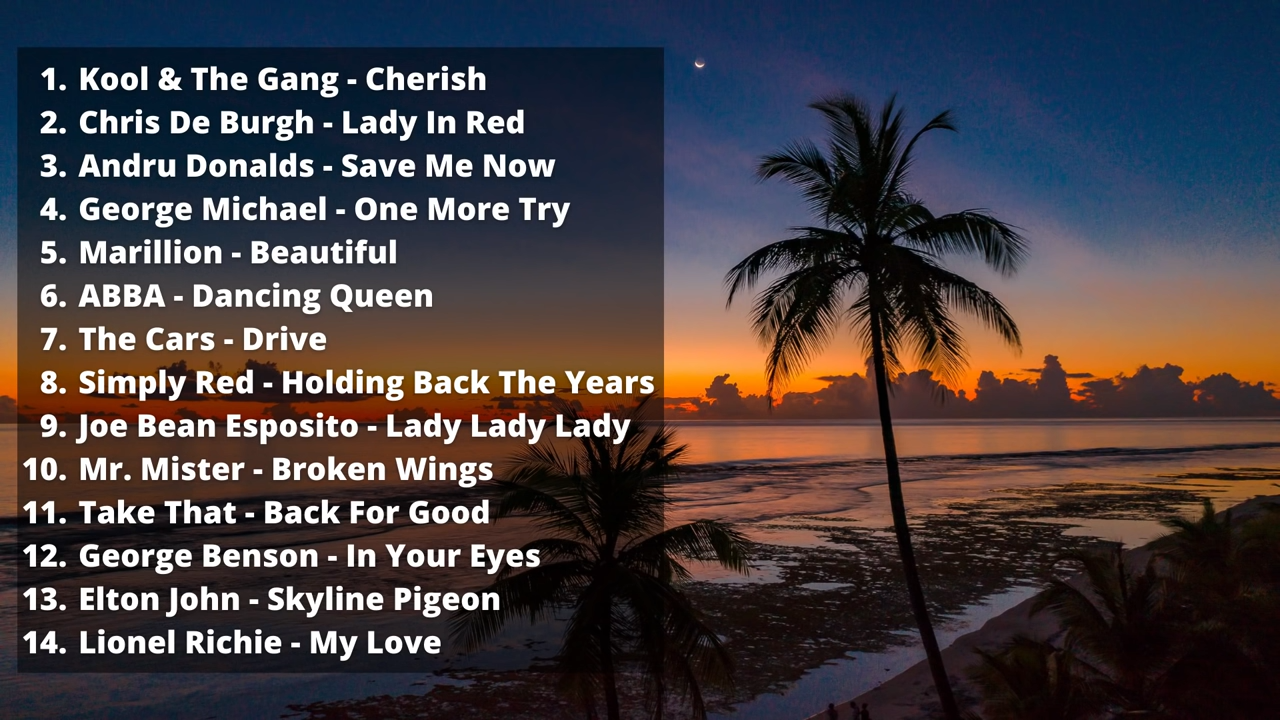 1. Kool & The Gang - Cherish
2. Chris De Burgh - Lady In Red
3. Andru Donalds - Save Me Now
4. George Michael - One More Try
5. Marillion - Beautiful
6. ABBA - Dancing Queen
7. The Cars - Drive
8. Simply Red - Holding Back The Years
9. Joe Bean Esposito - Lady Lady Lady
10. Mr. Mister - Broken Wings
11. Take That - Back For Good
12. George Benson - In Your Eyes
13. Elton John - Skyline Pigeon
14. Lionel Richie - My Love